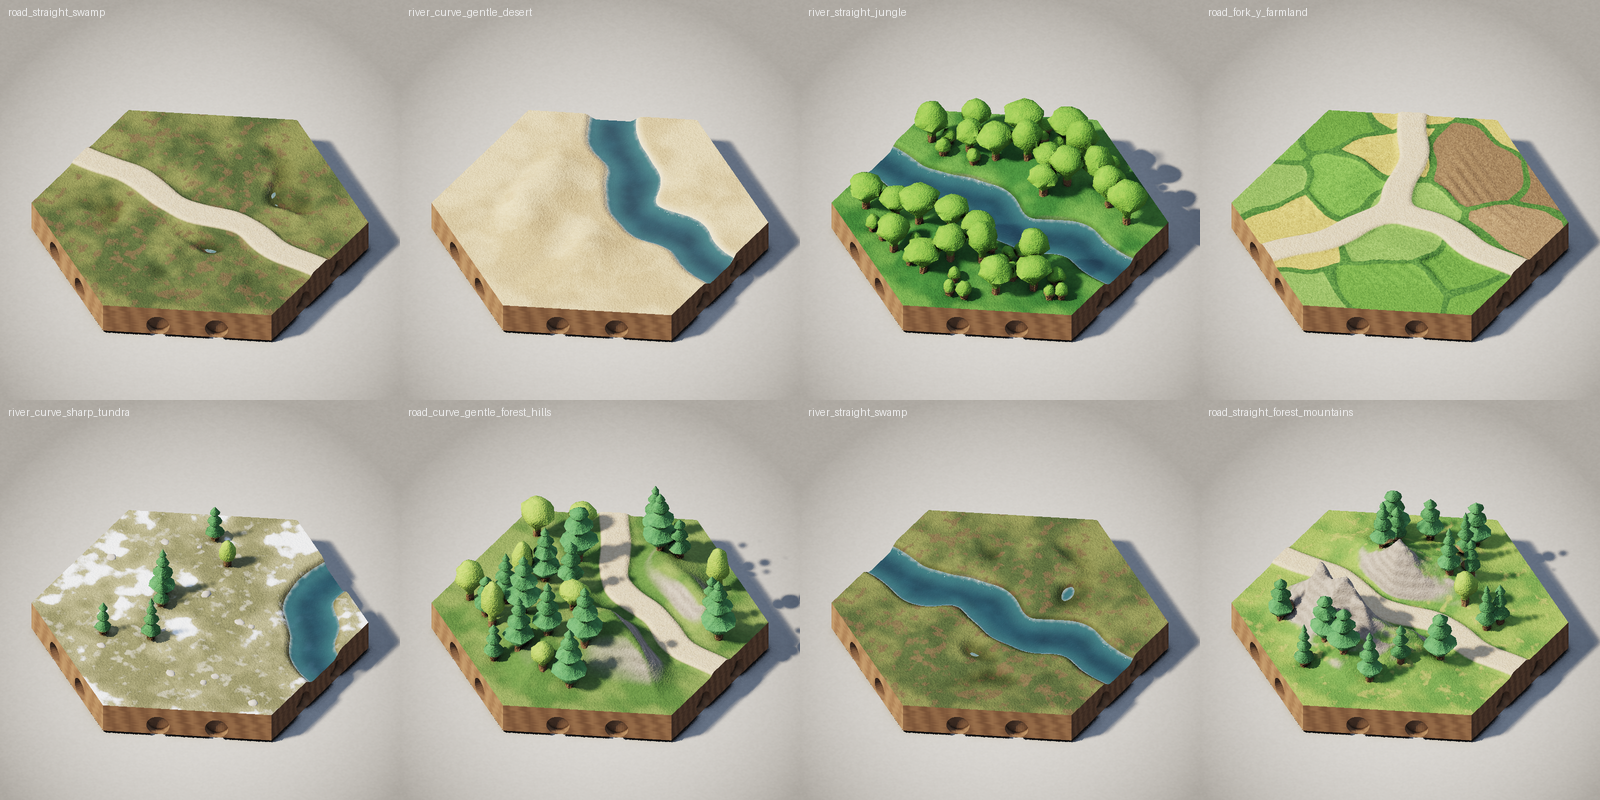 road_straight_swamp
river_curve_gentle_desert
river_straight_jungle
road_fork_y_farmland
river_curve_sharp_tundra
road_curve_gentle_forest_hills
river_straight_swamp
road_straight_forest_mountains